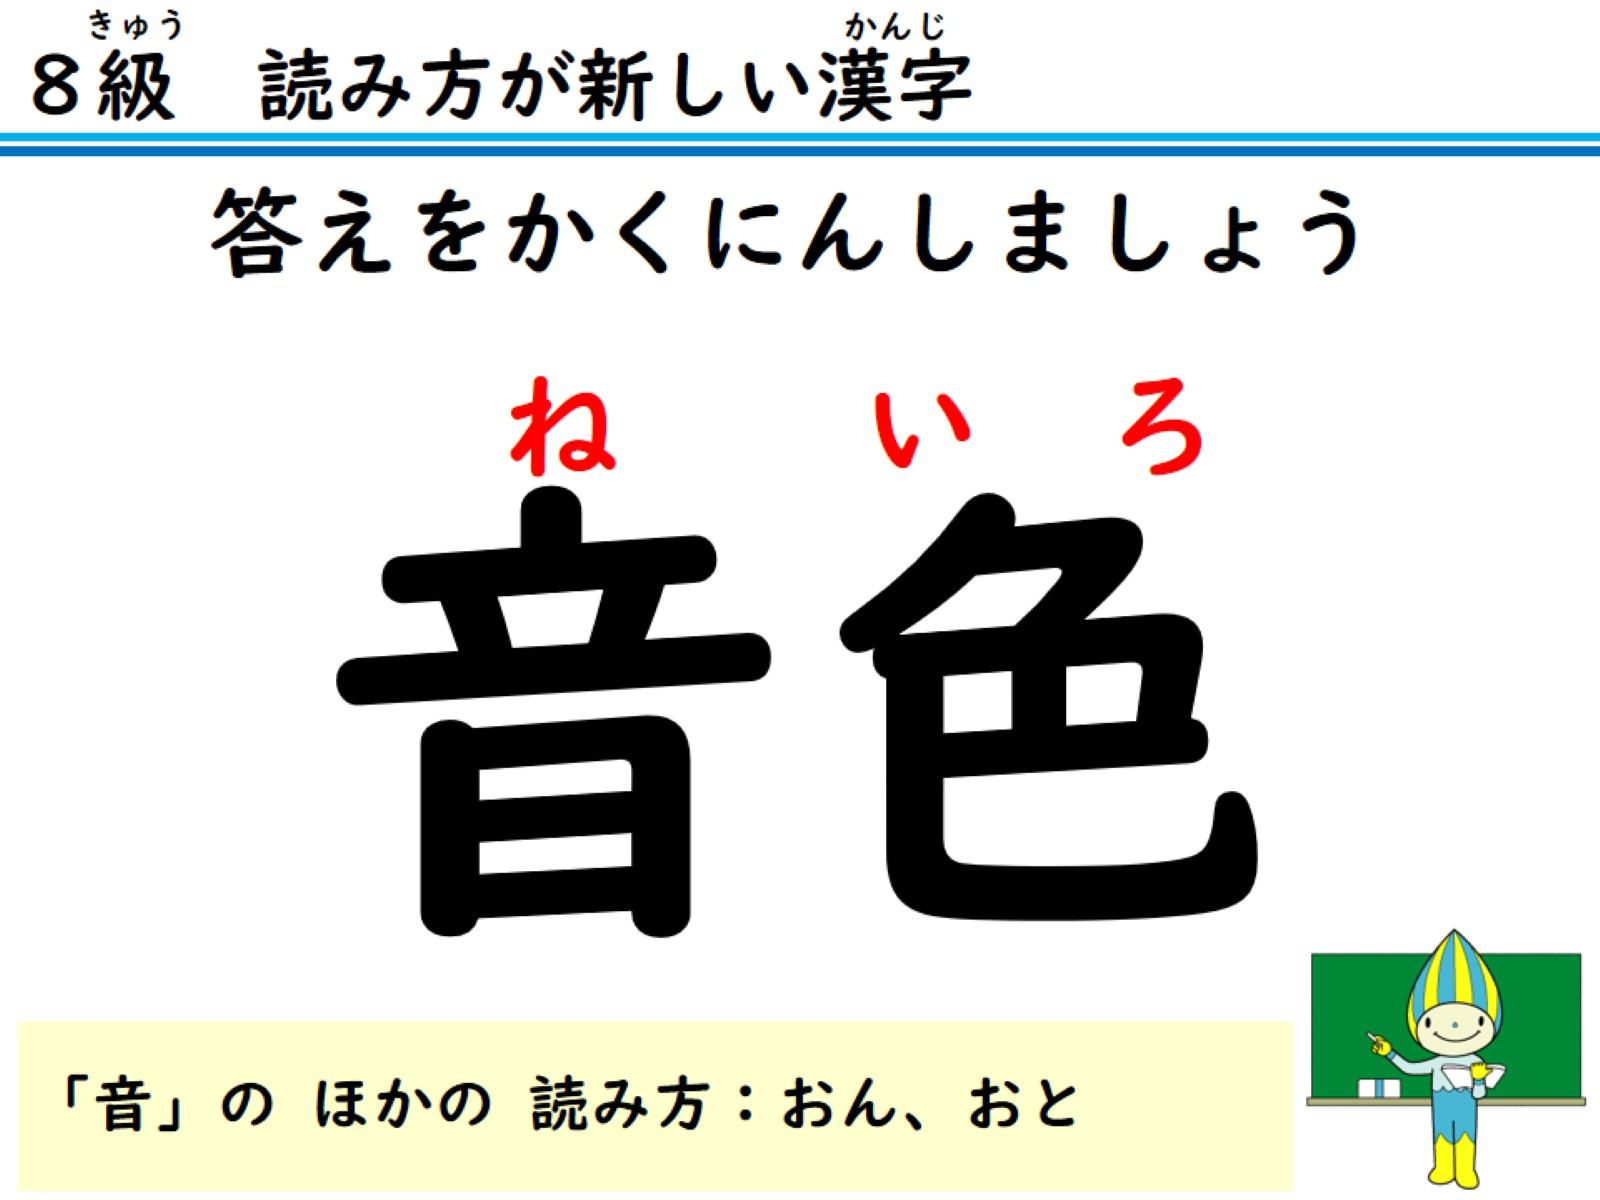 きゅう かんじ
8級 読み方が新しい漢字
答えをかくにんしましょう
ね いろ
音色
「音」の ほかの 読み方：おん、おと